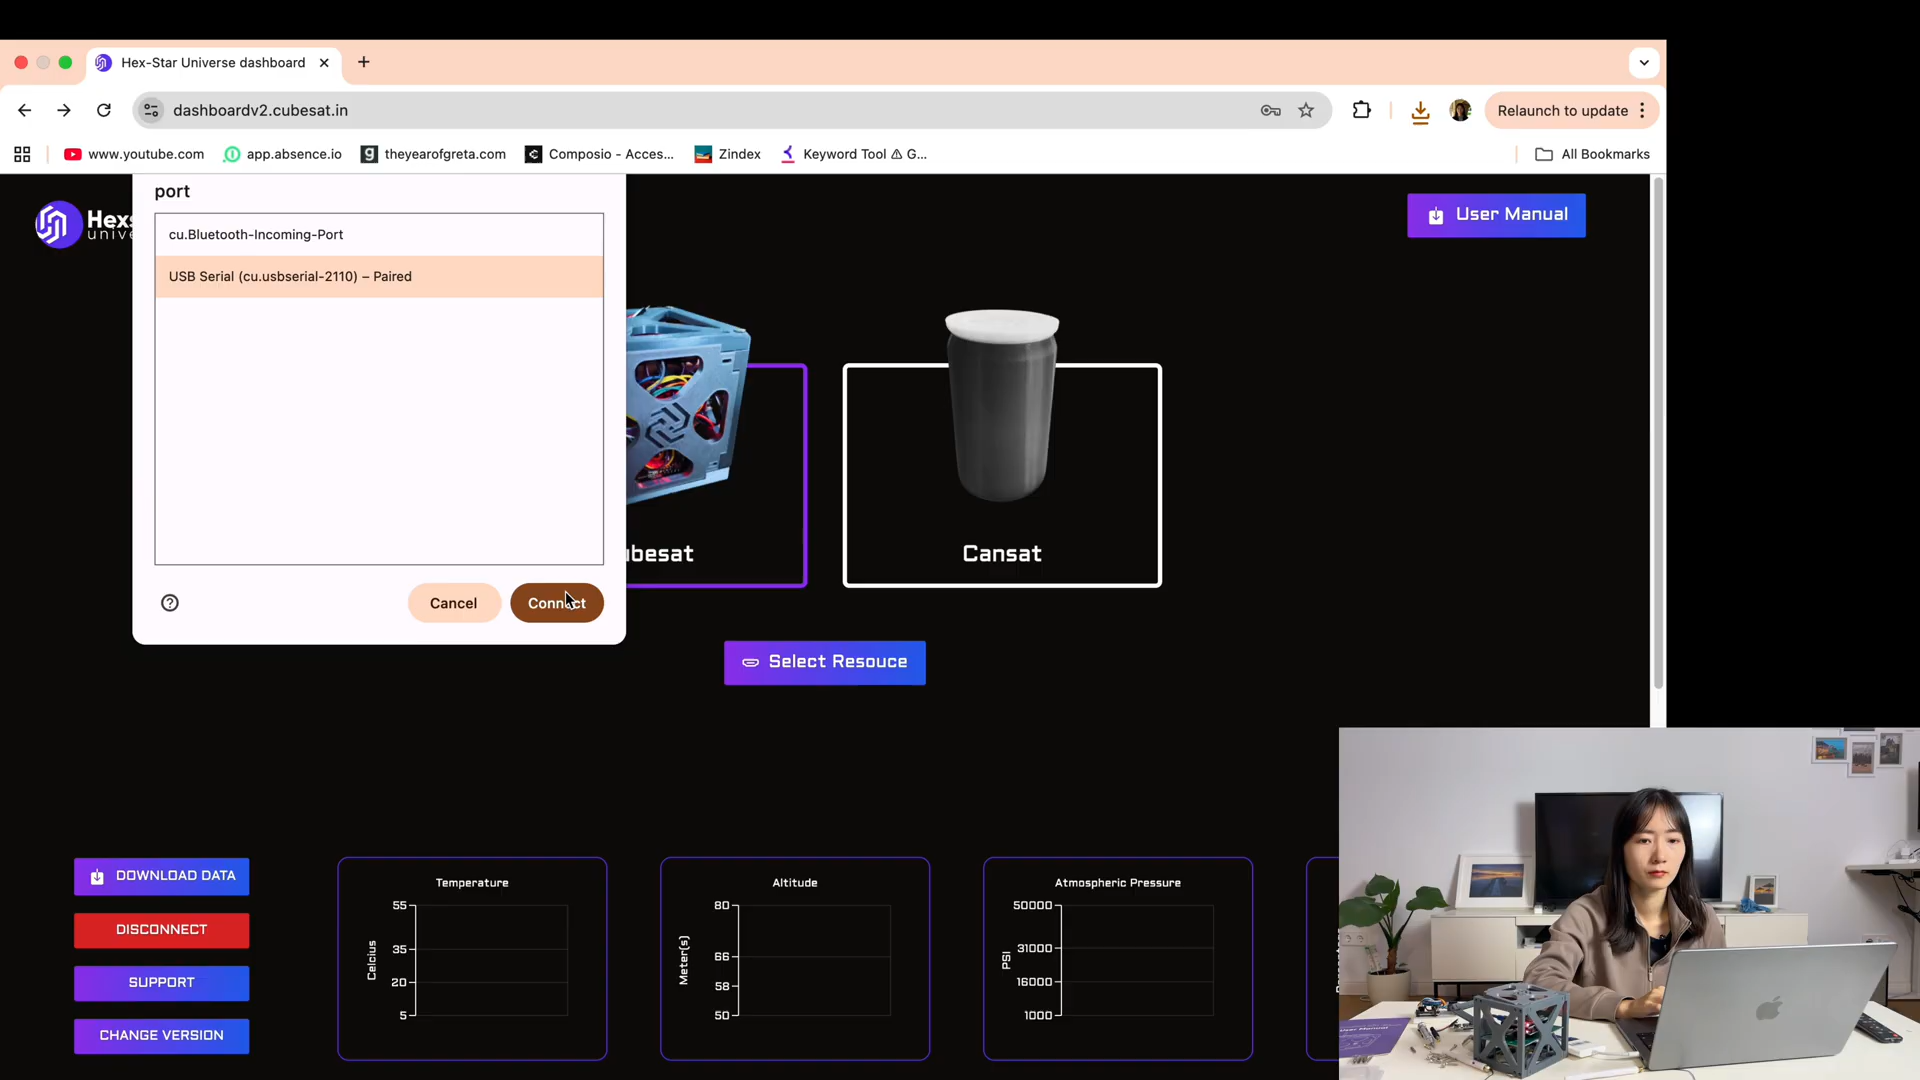 Hex-Star Universe dashboard
dashboardv2.cubesat.in
Relaunch to update
www.youtube.com
app.absence.io
theyearofgreta.com
Composio - Acces...
Zindex
Keyword Tool ⚠ G...
All Bookmarks
port
cu.Bluetooth-Incoming-Port
USB Serial (cu.usbserial-2110) – Paired
Cancel
Connect
User Manual
Cansat
Select Resouce
DOWNLOAD DATA
DISCONNECT
SUPPORT
CHANGE VERSION
Temperature
Celcius
55
35
20
5
Altitude
Meter(s)
80
66
58
50
Atmospheric Pressure
PSI
50000
31000
16000
1000